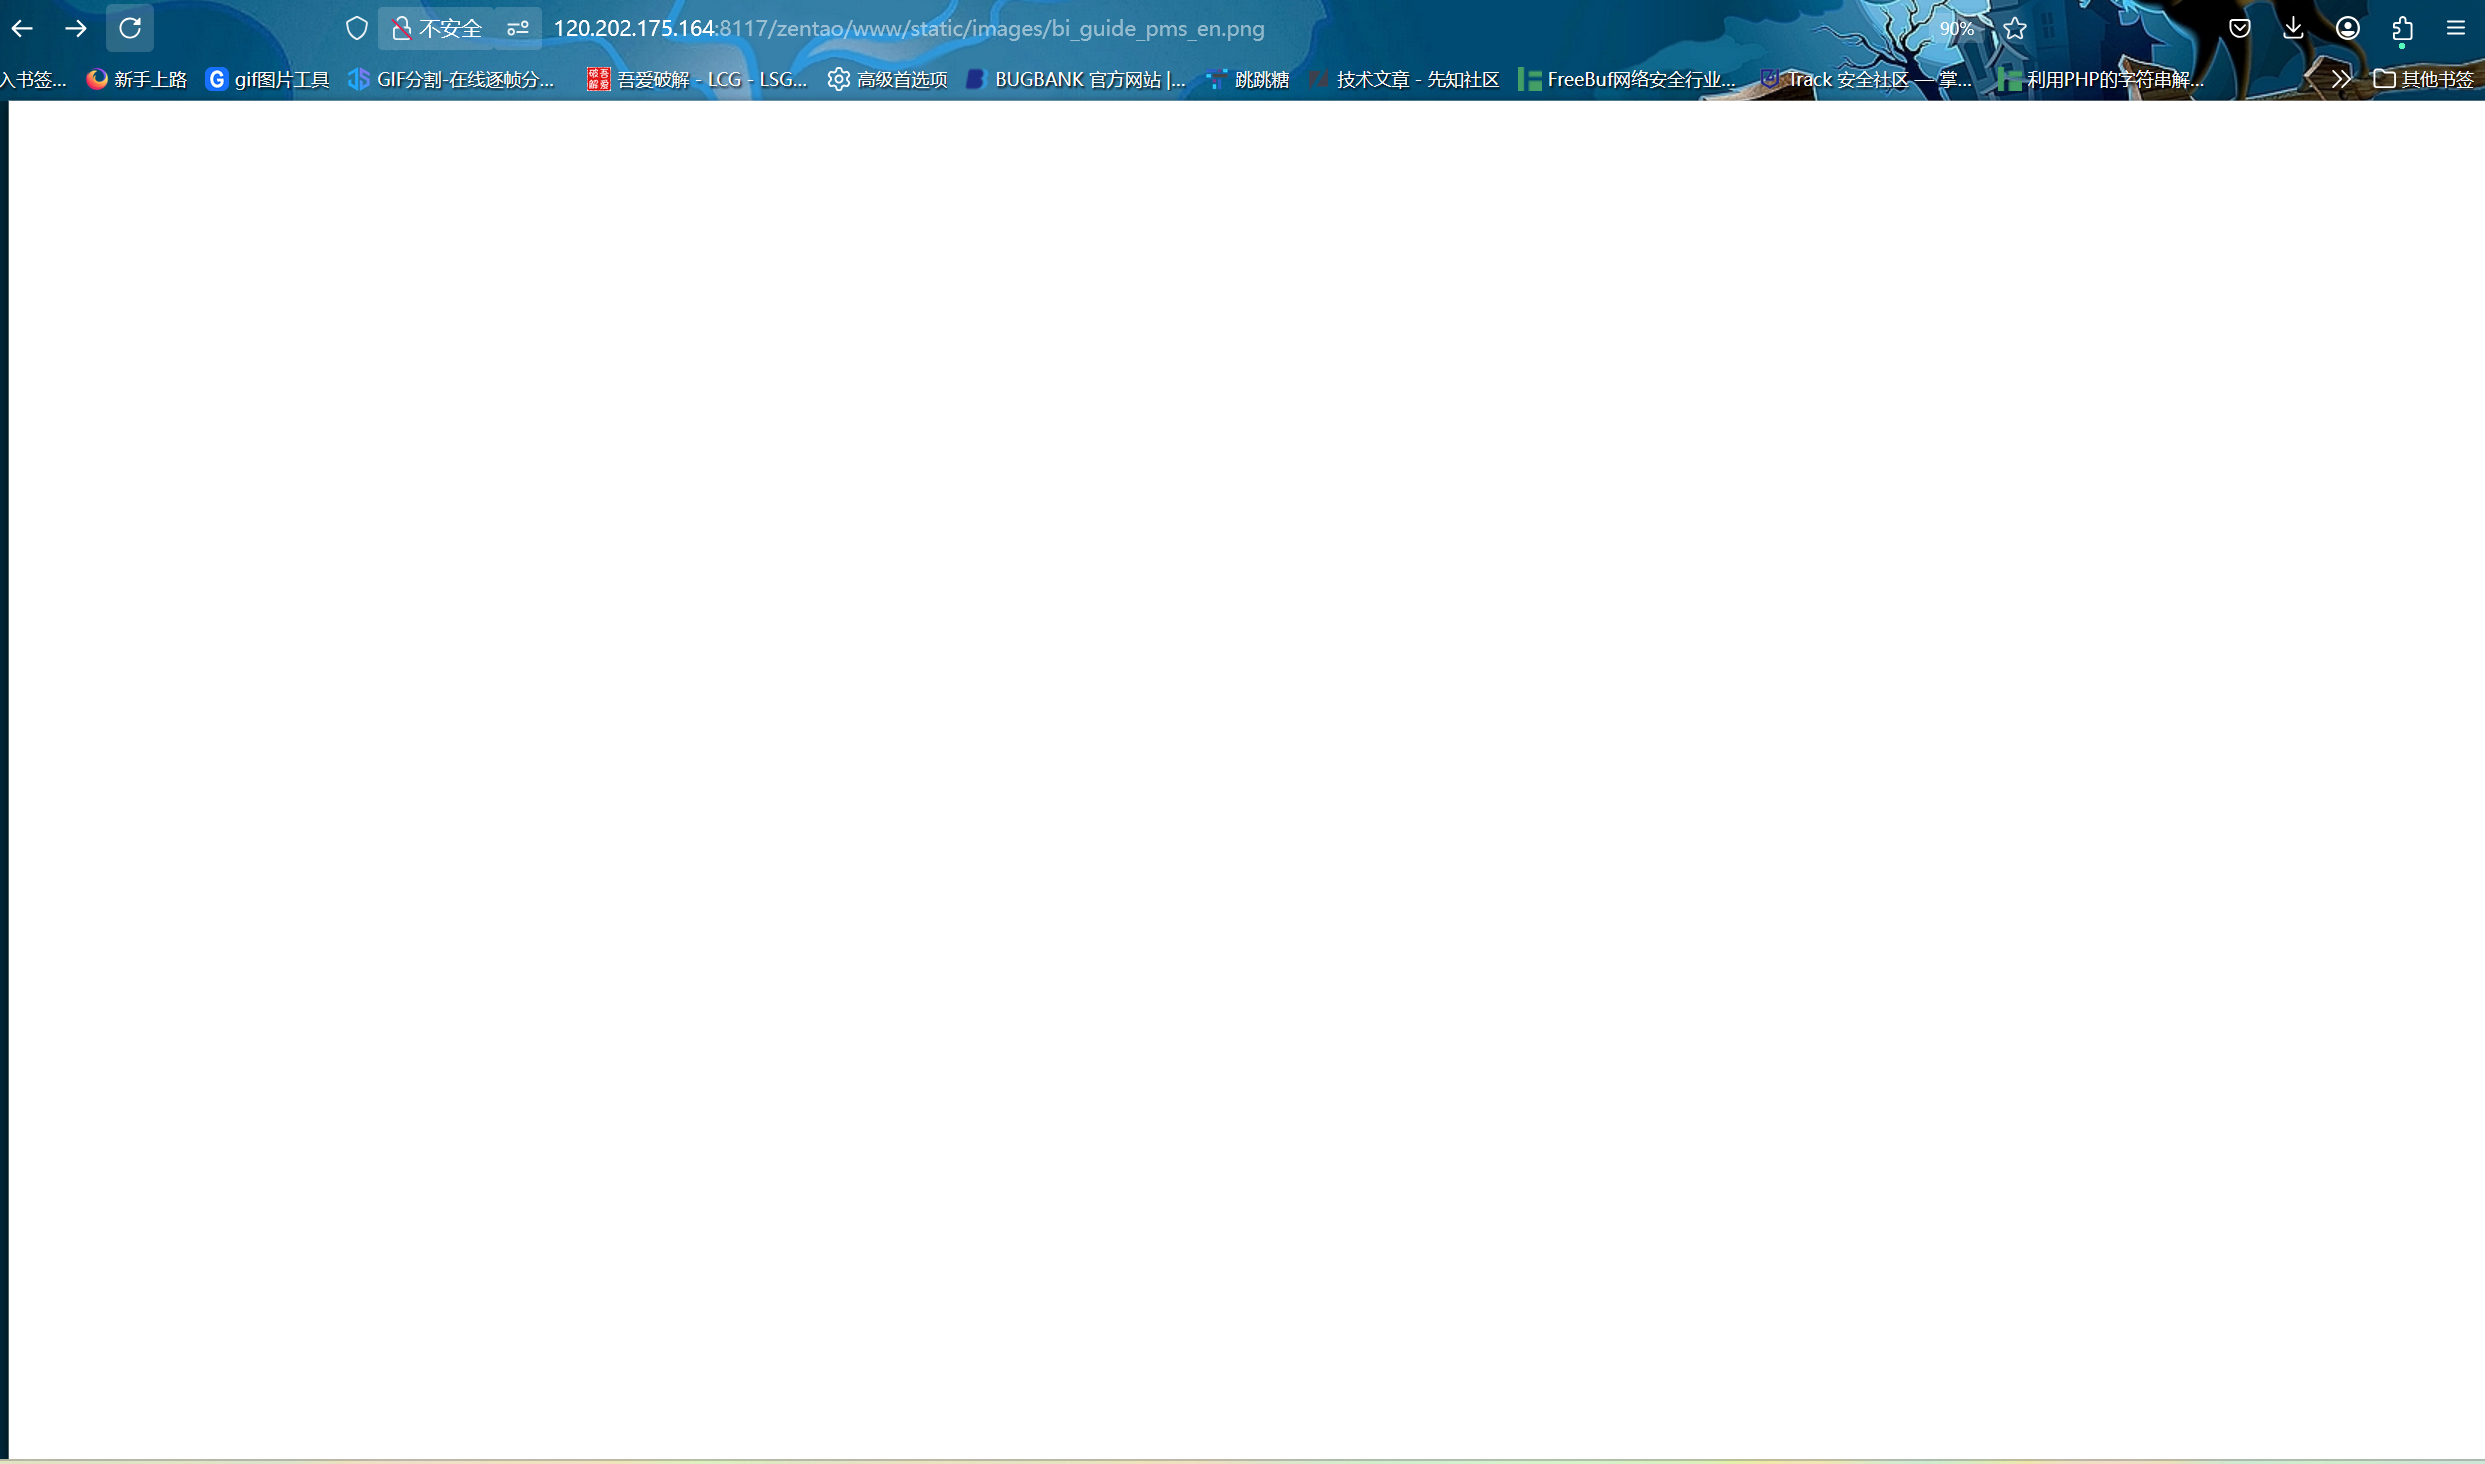 不安全 120.202.175.164:8117/zentao/www/static/images/bi_guide_pms_en.png 90%
入书签... 新手上路 G gif图片工具 GIF分割-在线逐帧分... 吾爱破解 吾爱破解 - LCG - LSG... 高级首选项 BUGBANK 官方网站 |... 跳跳糖 技术文章 - 先知社区 FreeBuf网络安全行业... Track 安全社区 — 掌... 利用PHP的字符串解... 其他书签